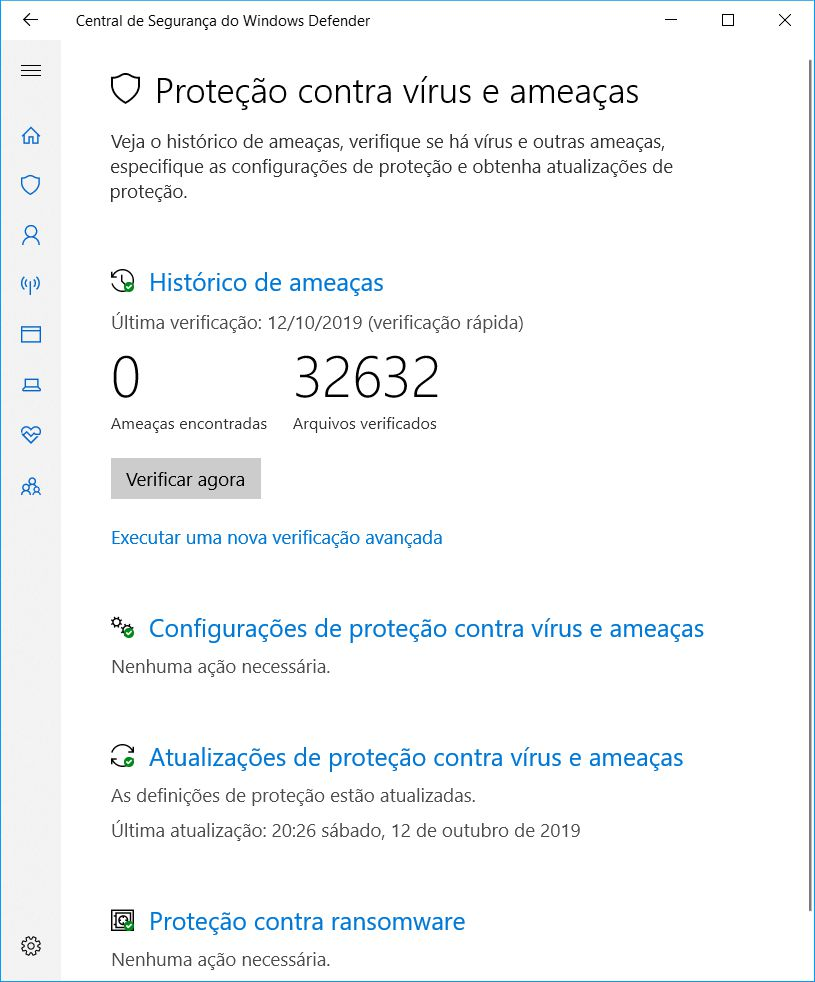 Central de Segurança do Windows Defender
Proteção contra vírus e ameaças
Veja o histórico de ameaças, verifique se há vírus e outras ameaças,
especifique as configurações de proteção e obtenha atualizações de
proteção.
Histórico de ameaças
Última verificação: 12/10/2019 (verificação rápida)
0 32632
Ameaças encontradas Arquivos verificados
Verificar agora
Executar uma nova verificação avançada
Configurações de proteção contra vírus e ameaças
Nenhuma ação necessária.
Atualizações de proteção contra vírus e ameaças
As definições de proteção estão atualizadas.
Última atualização: 20:26 sábado, 12 de outubro de 2019
Proteção contra ransomware
Nenhuma ação necessária.